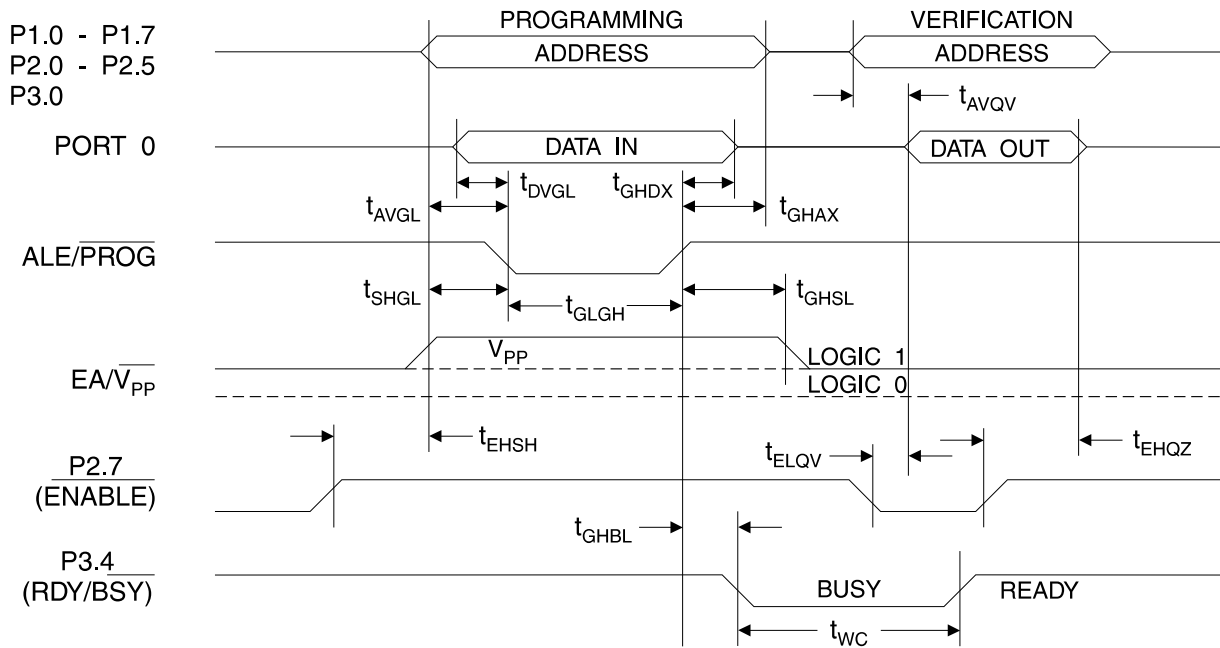 PROGRAMMING VERIFICATION
P1.0 - P1.7
P2.0 - P2.5
P3.0
ADDRESS ADDRESS
tAVQV
PORT 0 DATA IN DATA OUT
tDVGL tGHDX
tAVGL tGHAX
ALE/PROG
tSHGL tGLGH tGHSL
VPP LOGIC 1
EA/VPP LOGIC 0
tEHSH tELQV tEHQZ
P2.7
(ENABLE)
tGHBL
P3.4
(RDY/BSY) BUSY READY
tWC